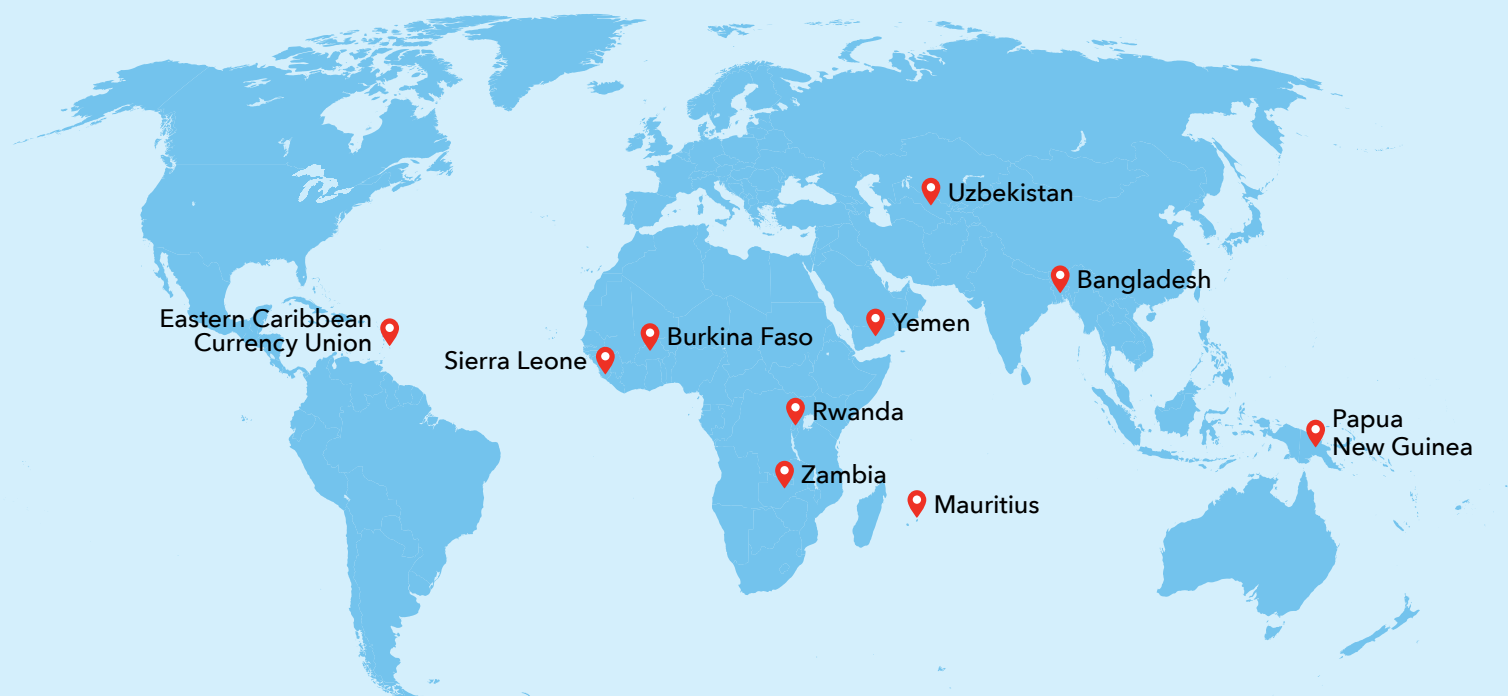 Uzbekistan
Bangladesh
Eastern Caribbean
Currency Union
Yemen
Burkina Faso
Sierra Leone
Rwanda
Papua
New Guinea
Zambia
Mauritius